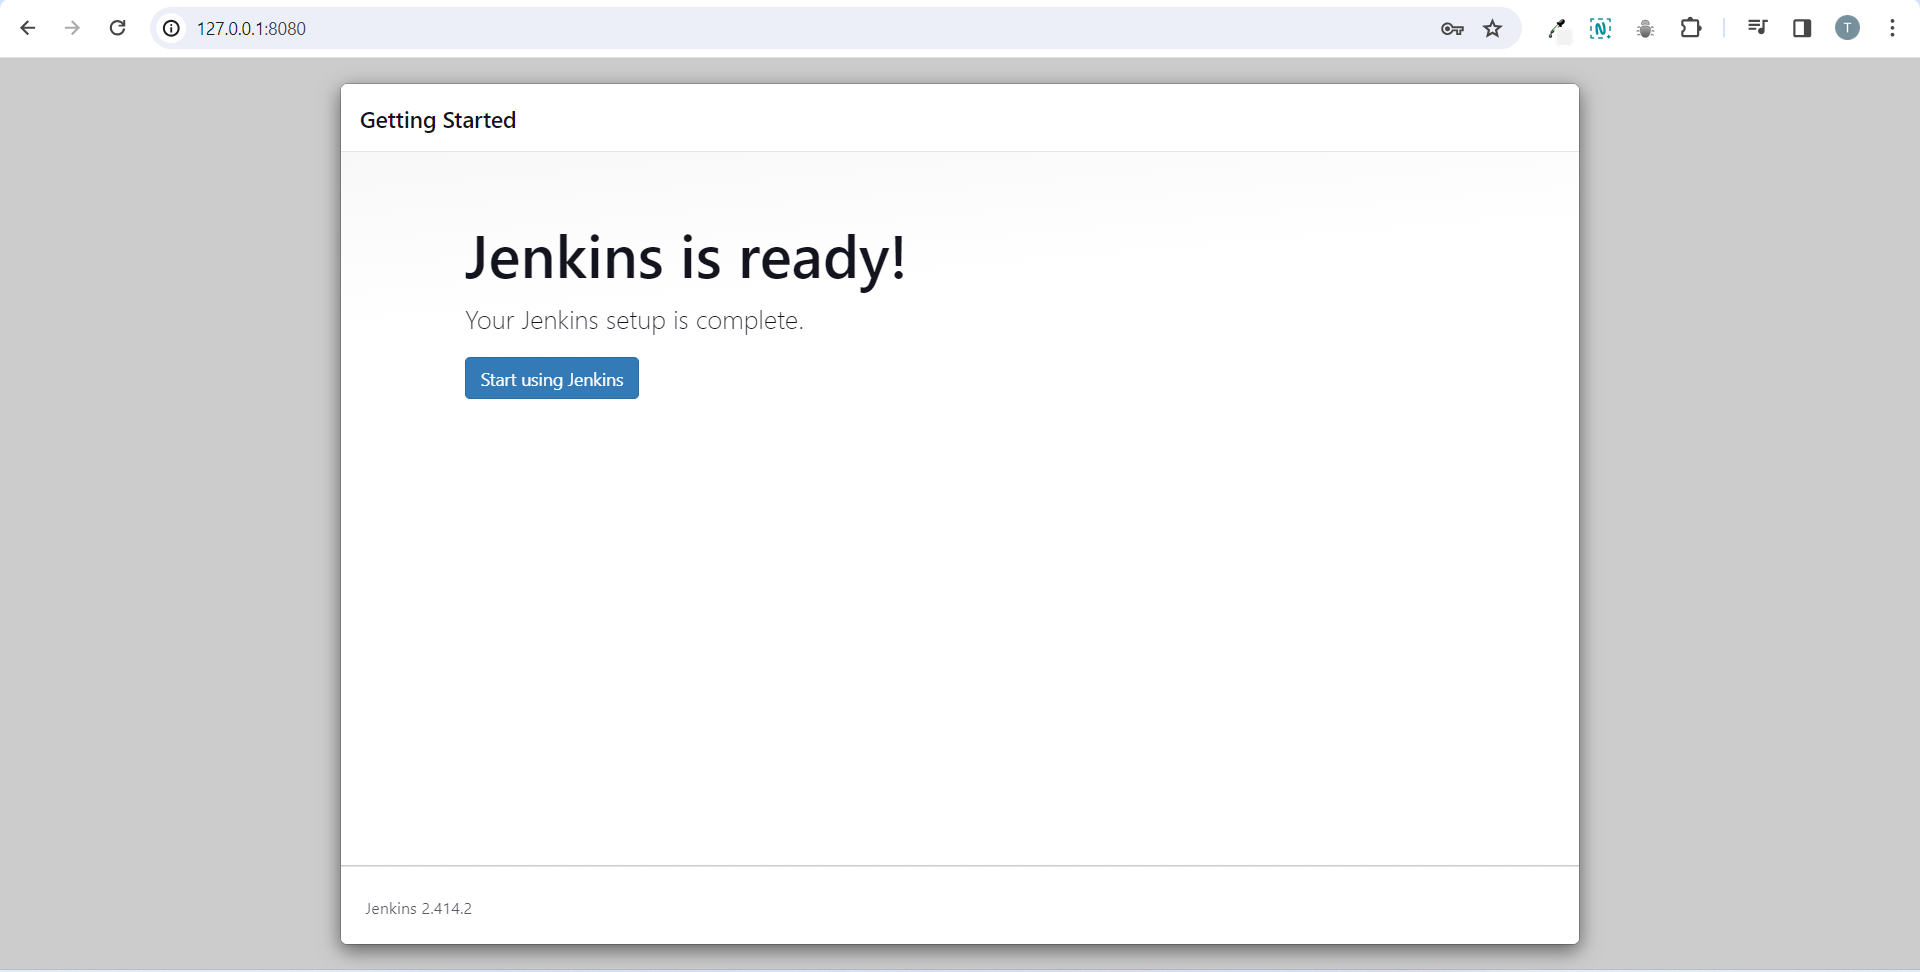 127.0.0.1:8080
T
Getting Started
Jenkins is ready!
Your Jenkins setup is complete.
Start using Jenkins
Jenkins 2.414.2